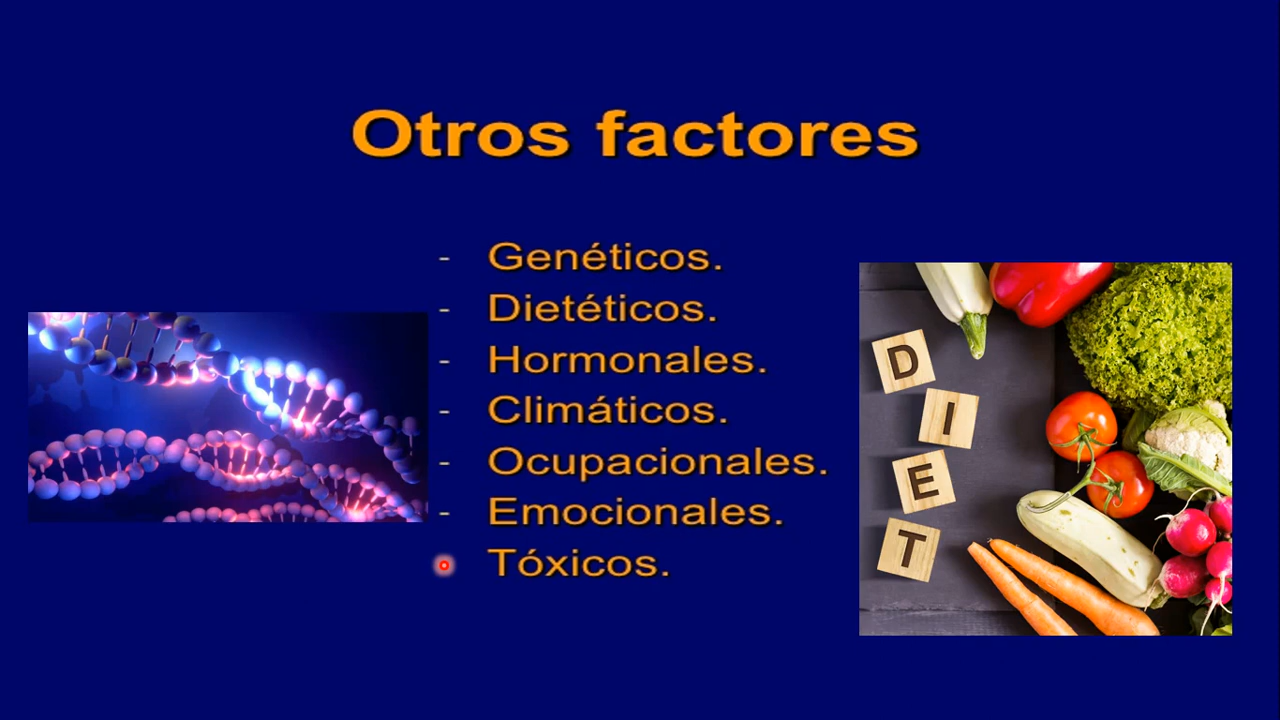 Otros factores
- Genéticos.
- Dietéticos.
- Hormonales.
- Climáticos.
- Ocupacionales.
- Emocionales.
Tóxicos.
D
I
E
T